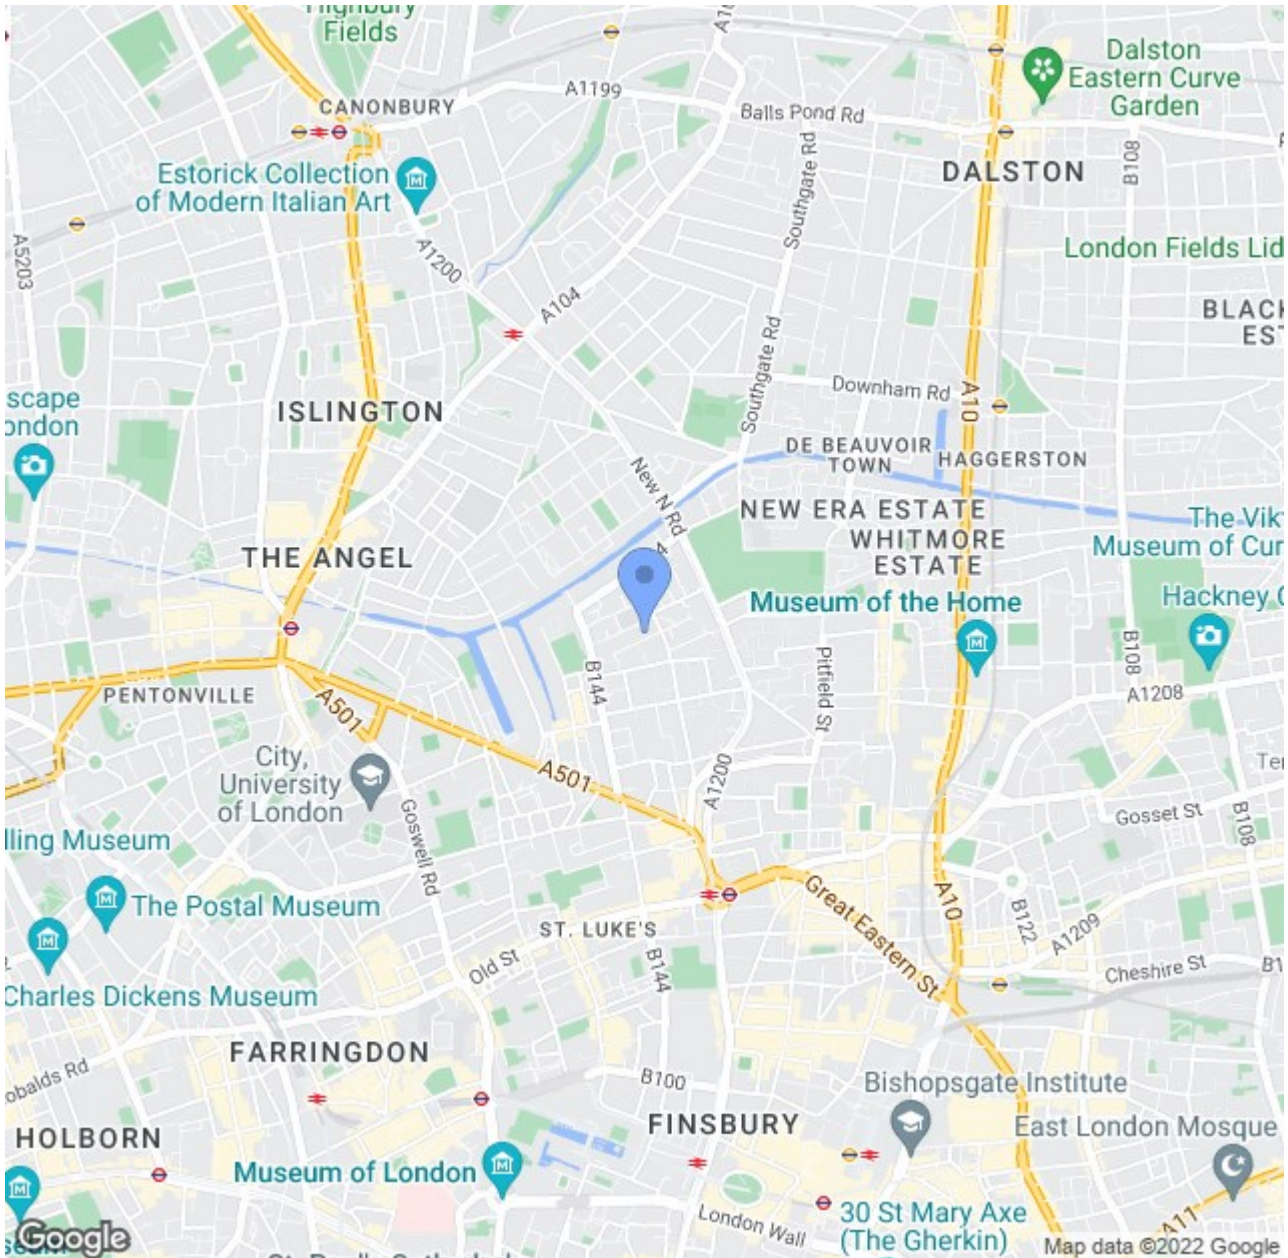 Highbury
Fields
A10
Dalston
Eastern Curve
Garden
CANONBURY
A1199
Balls Pond Rd
B108
DALSTON
Estorick Collection
of Modern Italian Art
Southgate Rd
A5203
A1200
London Fields Lid
A104
BLACK
EST
Southgate Rd
Downham Rd
A10
scape
ondon
ISLINGTON
DE BEAUVOIR
TOWN
HAGGERSTON
New N Rd
NEW ERA ESTATE
WHITMORE
ESTATE
The Vik
Museum of Cur
THE ANGEL
Museum of the Home
Hackney C
B108
PENTONVILLE
B144
Pitfield St
A1208
A501
City,
University
of London
A501
A1200
Ter
Goswell Rd
Gosset St
B108
lling Museum
The Postal Museum
Great Eastern St
A10
B122
A1209
ST. LUKE'S
Old St
B144
Cheshire St
B1
Charles Dickens Museum
FARRINGDON
obalds Rd
B100
Bishopsgate Institute
HOLBORN
FINSBURY
East London Mosque
Museum of London
London Wall
30 St Mary Axe
(The Gherkin)
A11
Google
Map data ©2022 Google